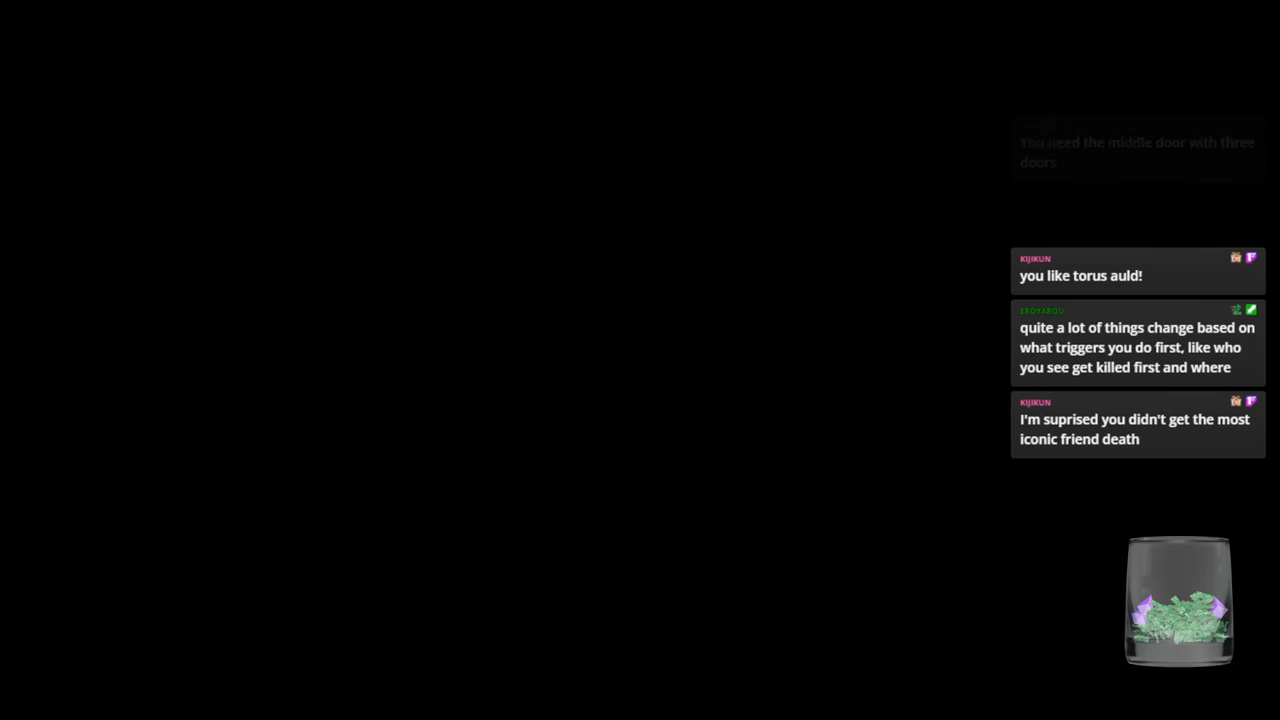 You need the middle door with three
doors
KIJIKUN
you like torus auld!
EROYAROU
quite a lot of things change based on
what triggers you do first, like who
you see get killed first and where
KIJIKUN
I'm suprised you didn't get the most
iconic friend death